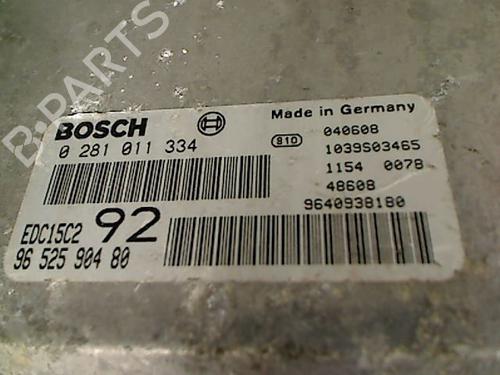 B-PARTS
BOSCH
Made in Germany
0 281 011 334
810
040608
1039S03465
1154 0078
48608
9640938180
EDC15C2 92
96 525 904 80